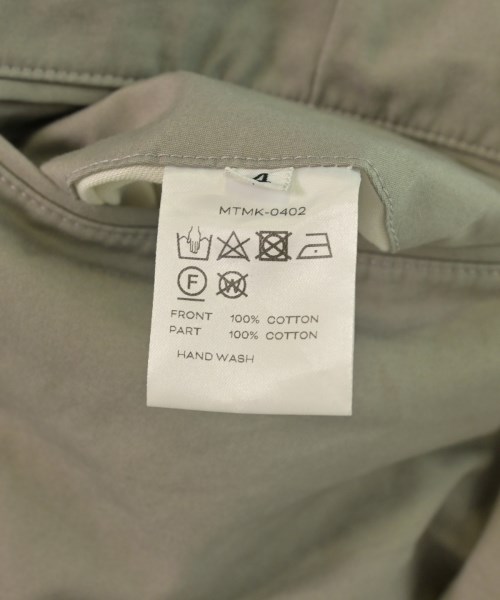 4
MTMK-0402
F W
FRONT 100% COTTON
PART 100% COTTON
HAND WASH